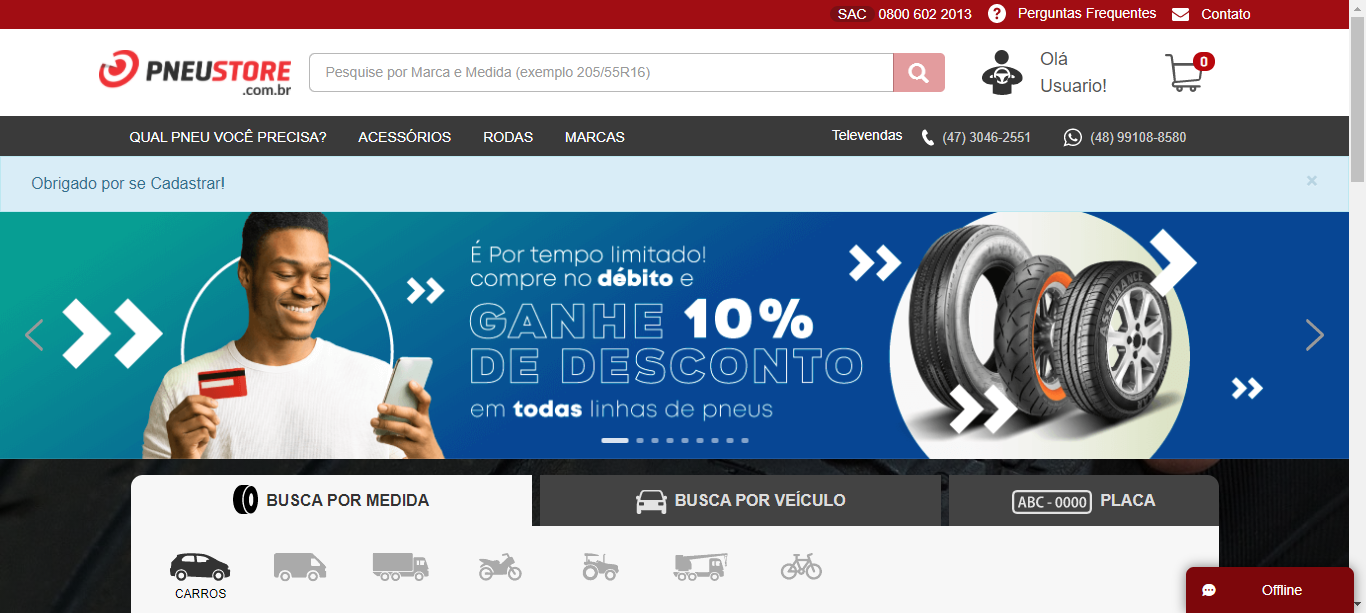 SAC 0800 602 2013 ? Perguntas Frequentes Contato
PNEUSTORE
.com.br
Pesquise por Marca e Medida (exemplo 205/55R16)
Olá
Usuario!
0
QUAL PNEU VOCÊ PRECISA? ACESSÓRIOS RODAS MARCAS Televendas (47) 3046-2551 (48) 99108-8580
Obrigado por se Cadastrar! ×
É Por tempo limitado!
compre no débito e
GANHE 10%
DE DESCONTO
em todas linhas de pneus
ASSURANCE
BUSCA POR MEDIDA BUSCA POR VEÍCULO ABC - 0000 PLACA
CARROS
Offline